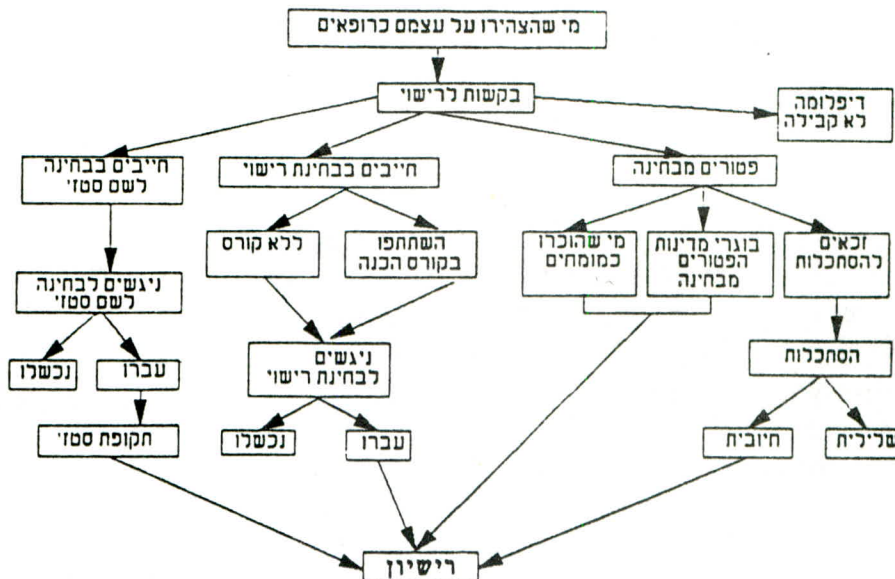 מי שהצהירו על עצמם כרופאים
בקשות לרישוי
דיפלומה
לא קבילה
פטורים מבחינה
חייבים בבחינת רישוי
חייבים בבחינה
לשם סטז'
זכאים
להסתכלות
בוגרי מדינות
הפטורים
מבחינה
מי שהוכרו
כמומחים
השתתפו
בקורס הכנה
ללא קורס
ניגשים לבחינה
לשם סטז'
הסתכלות
ניגשים
לבחינת רישוי
עברו
נכשלו
שלילית
חיובית
עברו
נכשלו
תקופת סטז'
רישיון